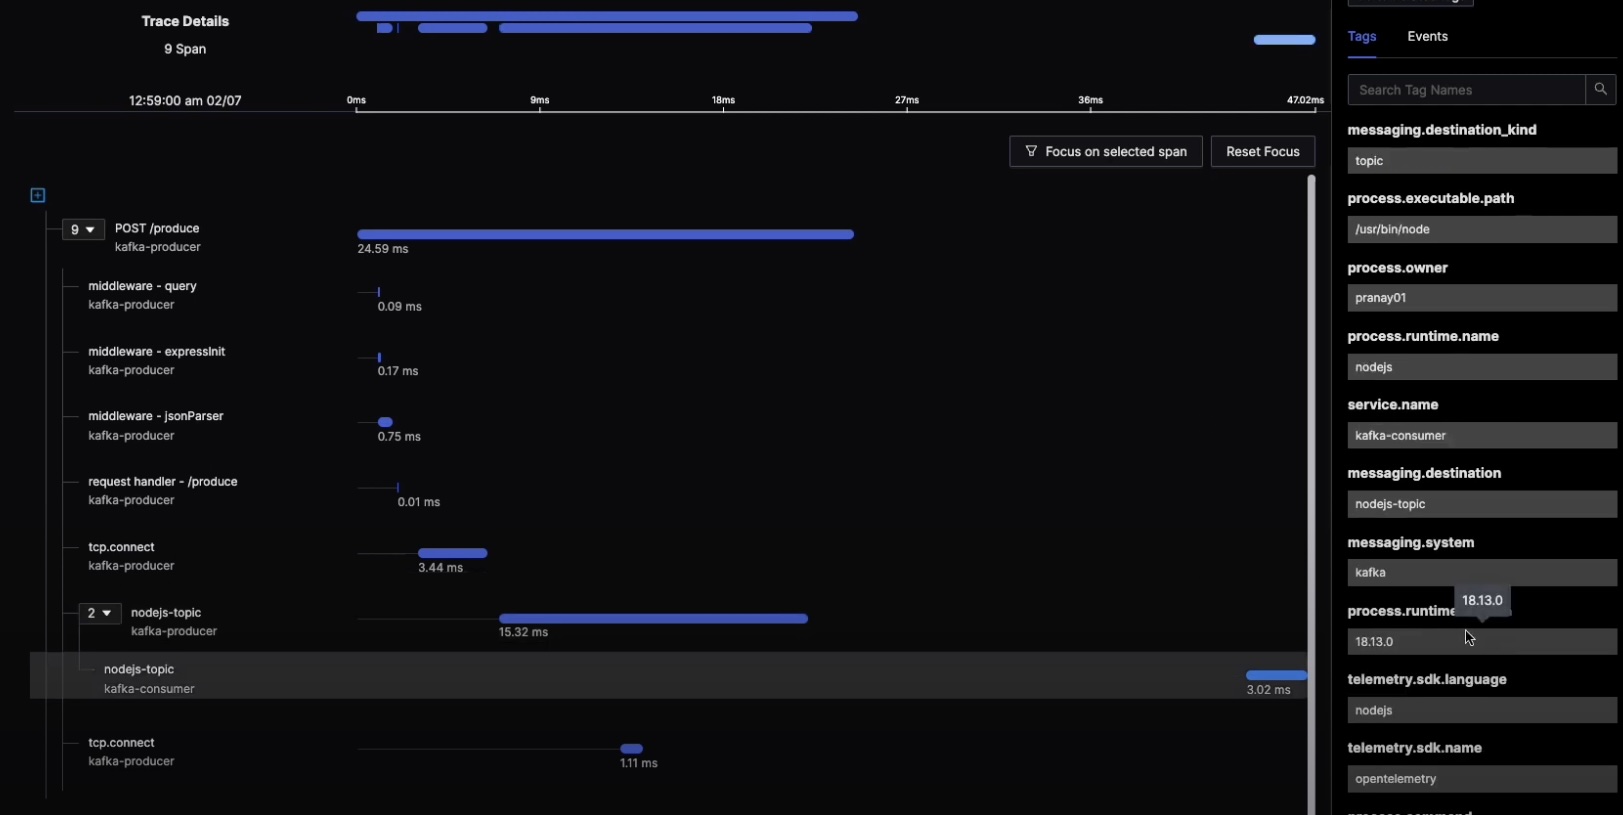 Trace Details
9 Span
12:59:00 am 02/07
0ms 9ms 18ms 27ms 36ms 47.02ms
Focus on selected span Reset Focus
9 POST /produce
kafka-producer
24.59 ms
middleware - query
kafka-producer
0.09 ms
middleware - expressInit
kafka-producer
0.17 ms
middleware - jsonParser
kafka-producer
0.75 ms
request handler - /produce
kafka-producer
0.01 ms
tcp.connect
kafka-producer
3.44 ms
2 nodejs-topic
kafka-producer
15.32 ms
nodejs-topic
kafka-consumer
3.02 ms
tcp.connect
kafka-producer
1.11 ms
Tags Events
Search Tag Names
messaging.destination_kind
topic
process.executable.path
/usr/bin/node
process.owner
pranay01
process.runtime.name
nodejs
service.name
kafka-consumer
messaging.destination
nodejs-topic
messaging.system
kafka
18.13.0
process.runtime
18.13.0
telemetry.sdk.language
nodejs
telemetry.sdk.name
opentelemetry